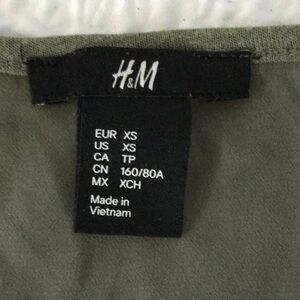 H&M
EUR XS
US XS
CA TP
CN 160/80A
MX XCH
Made in
Vietnam